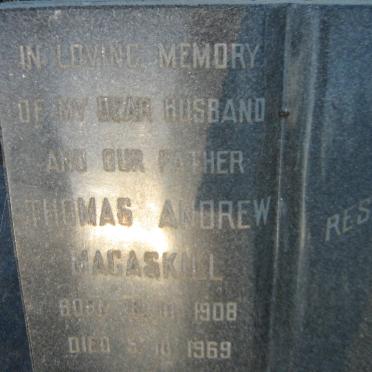 IN LOVING MEMORY
OF MY DEAR HUSBAND
AND OUR FATHER
THOMAS ANDREW
MACASKILL
BORN 1908
DIED 5.10.1969
RES